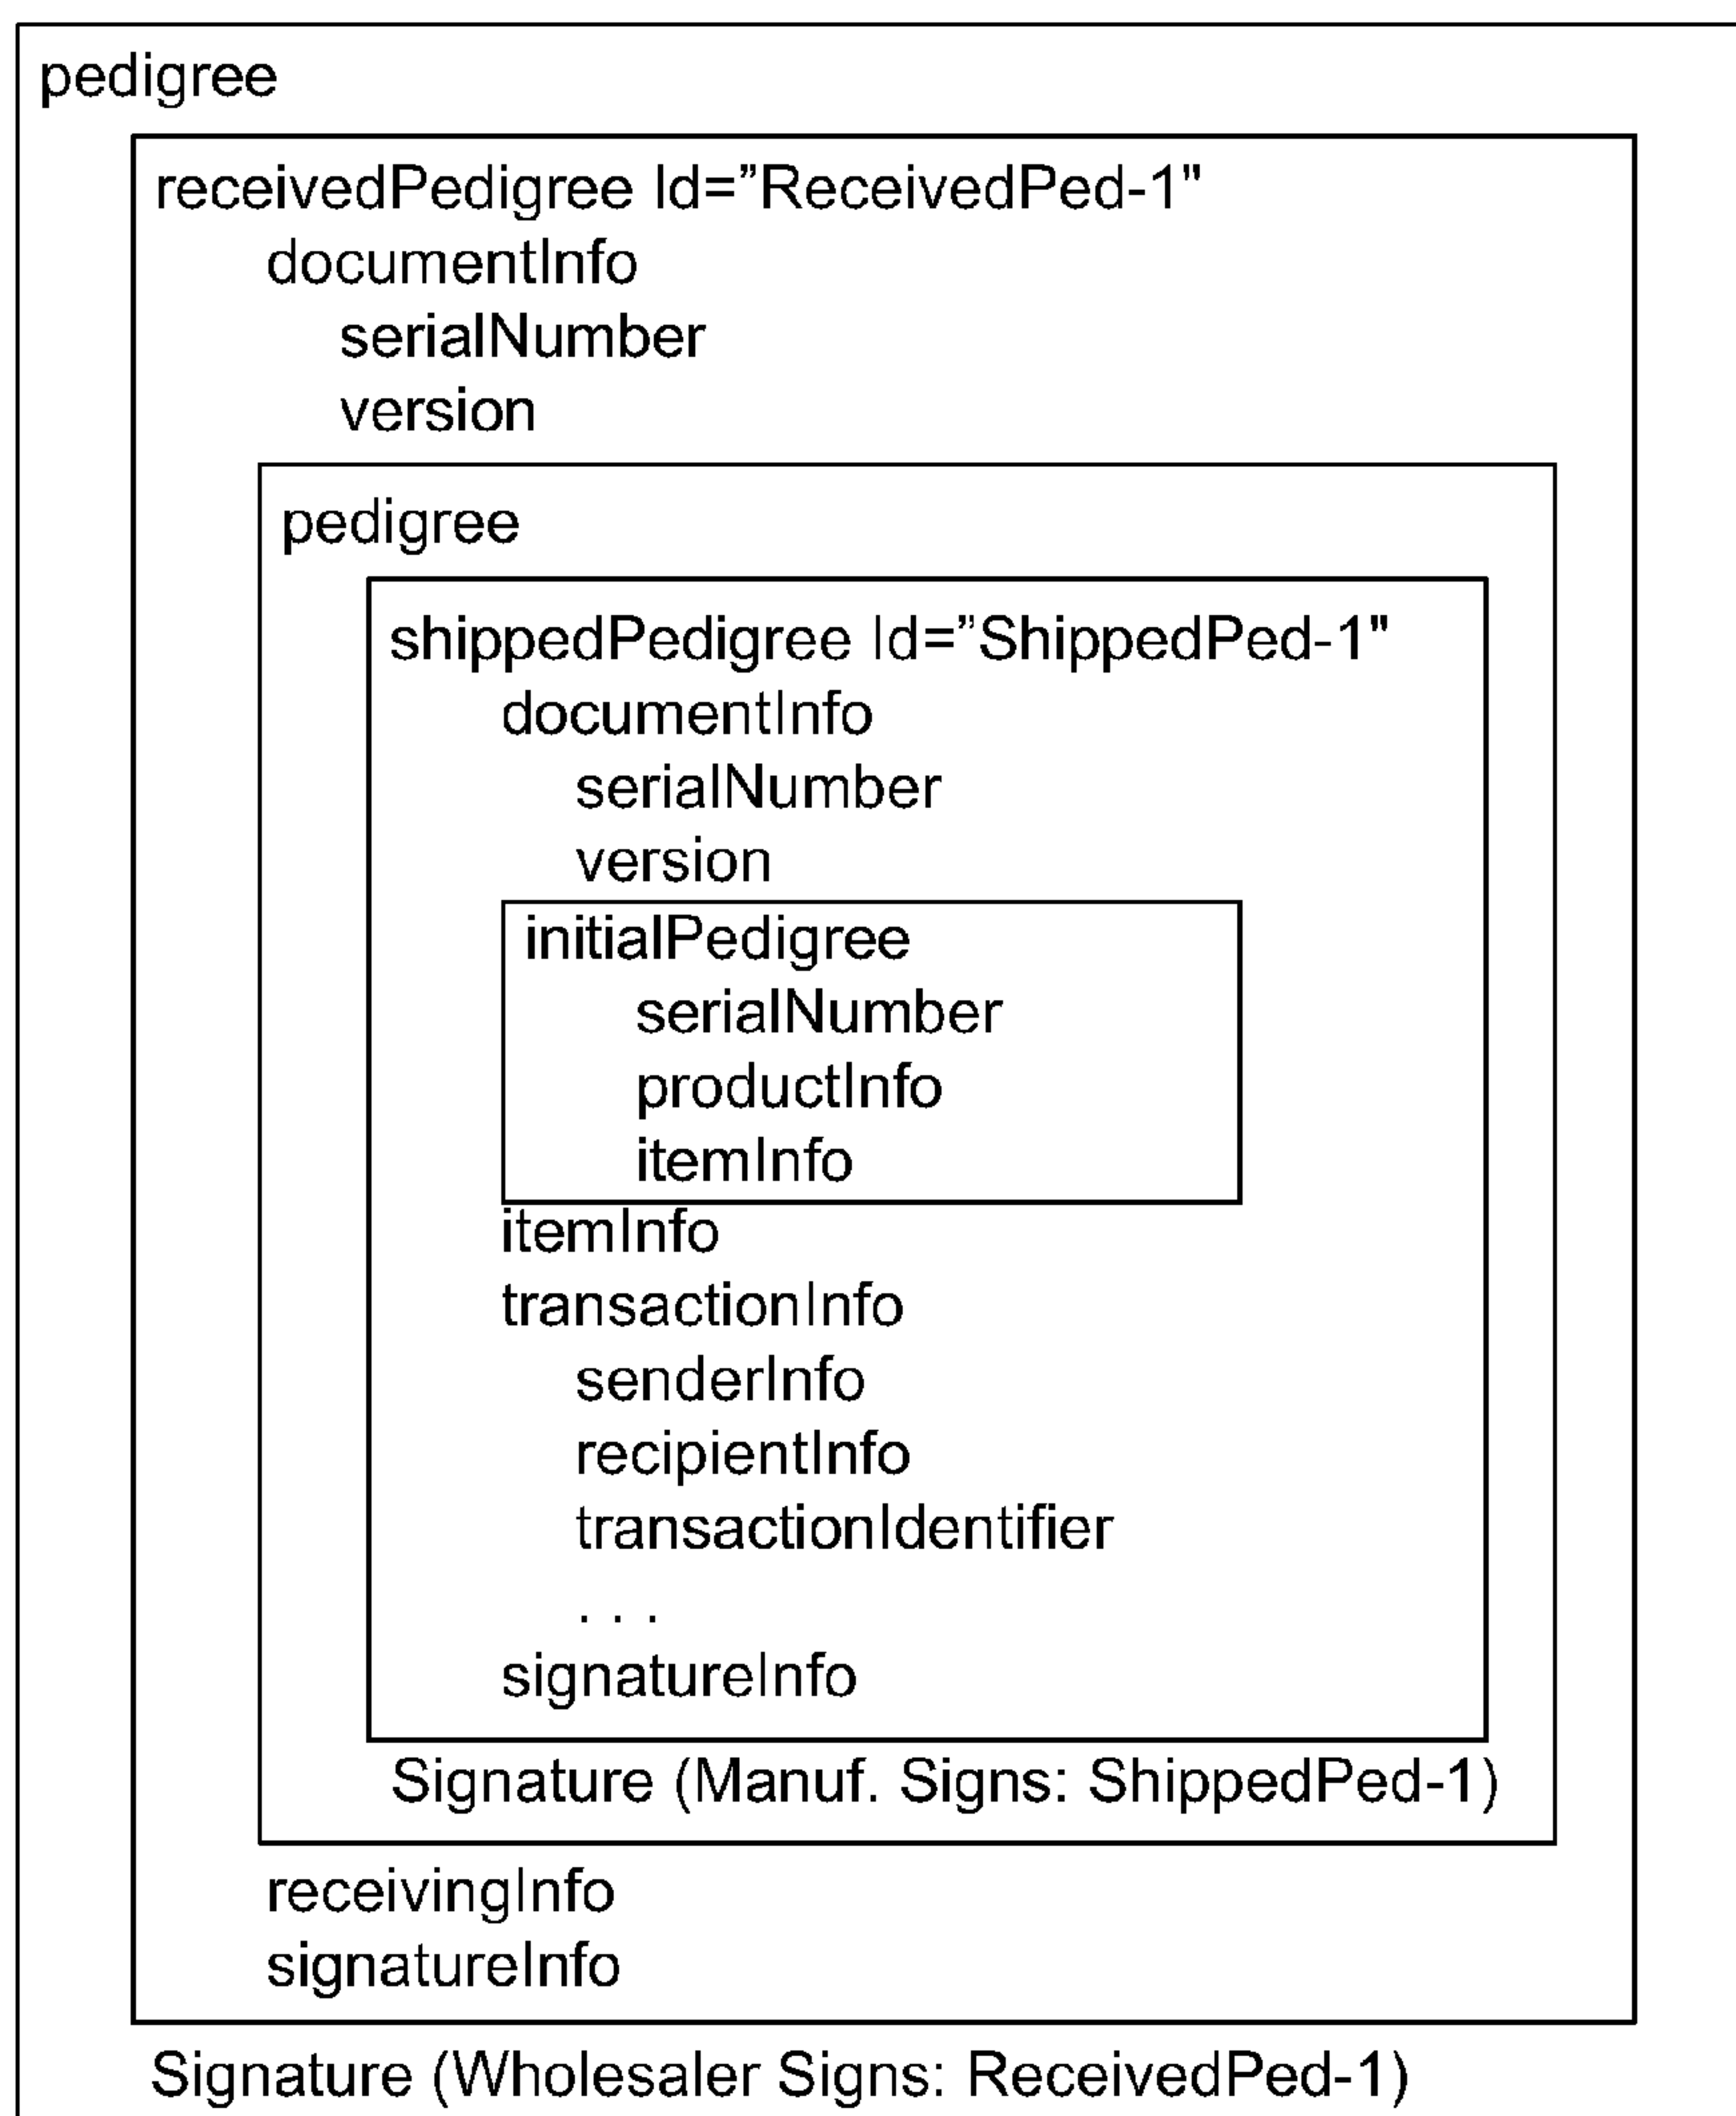 pedigree
receivedPedigree Id=”ReceivedPed-1"
documentInfo
serialNumber
version
pedigree
shippedPedigree Id=”ShippedPed-1"
documentInfo
serialNumber
version
initialPedigree
serialNumber
productInfo
itemInfo
itemInfo
transactionInfo
senderInfo
recipientInfo
transactionIdentifier
. . .
signatureInfo
Signature (Manuf. Signs: ShippedPed-1)
receivingInfo
signatureInfo
Signature (Wholesaler Signs: ReceivedPed-1)